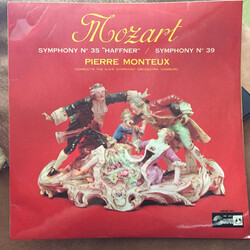 Mozart
SYMPHONY Nº 35 "HAFFNER" / SYMPHONY Nº 39
PIERRE MONTEUX
CONDUCTS THE N.D.R. SYMPHONY ORCHESTRA, HAMBURG